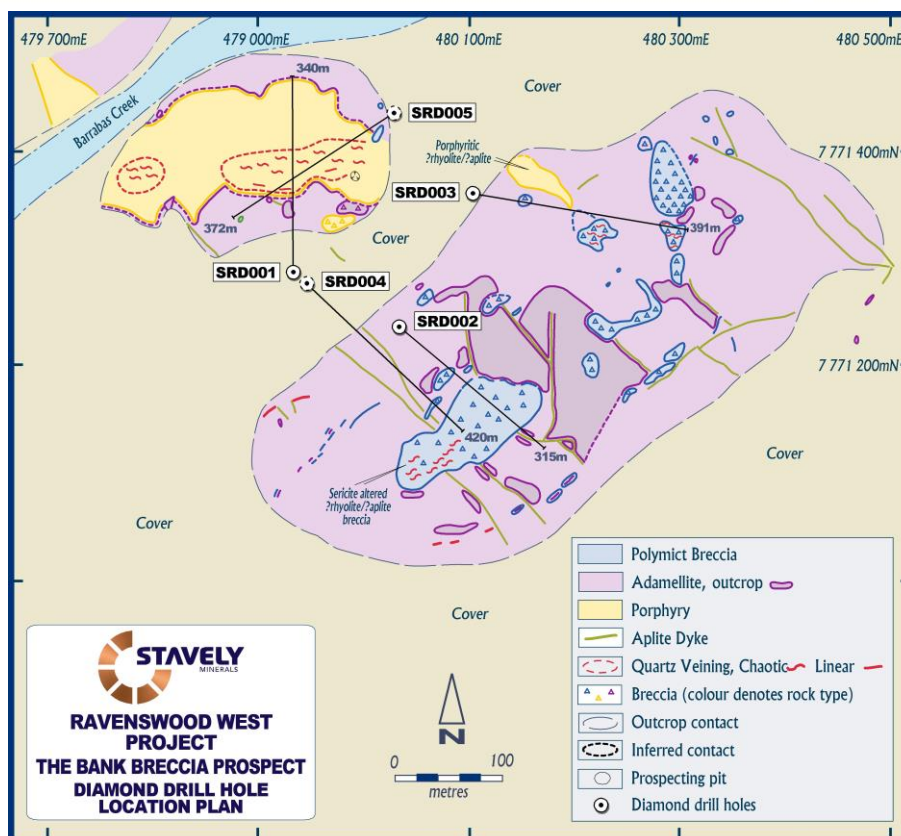 479 700mE
479 000mE
480 100mE
480 300mE
480 500mE
340m
Cover
Barrabas Creek
SRD005
Porphyritic
?rhyolite/?aplite
7 771 400mN
SRD003
372m
391m
Cover
SRD001
SRD004
SRD002
7 771 200mN
420m
315m
Cover
Sericite altered
?rhyolite/?aplite
breccia
Cover
Cover
Polymict Breccia
Adamellite, outcrop
Porphyry
Aplite Dyke
Quartz Veining, Chaotic Linear
Breccia (colour denotes rock type)
Outcrop contact
Inferred contact
Prospecting pit
Diamond drill holes
STAVELY
MINERALS
RAVENSWOOD WEST
PROJECT
THE BANK BRECCIA PROSPECT
DIAMOND DRILL HOLE
LOCATION PLAN
N
0 100
metres